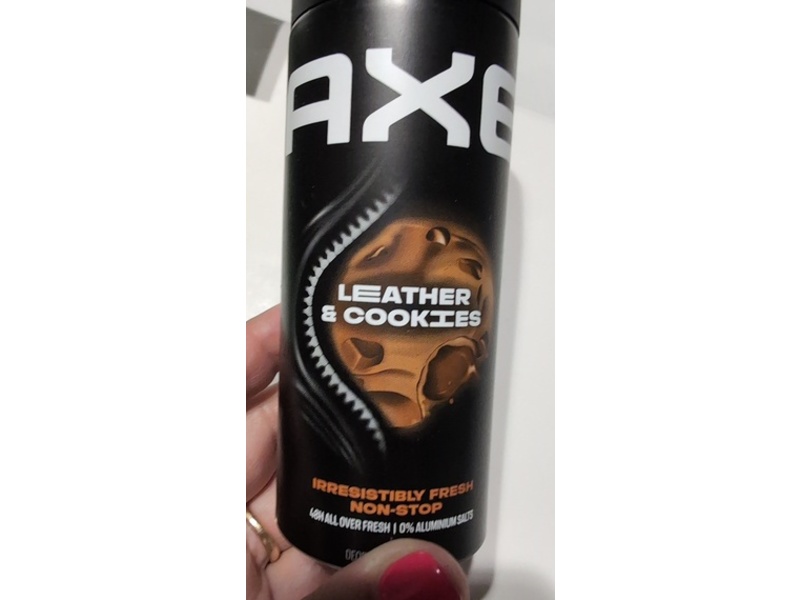 AXE
LEATHER
& COOKIES
IRRESISTIBLY FRESH
NON-STOP
48H ALL OVER FRESH | 0% ALUMINIUM SALTS